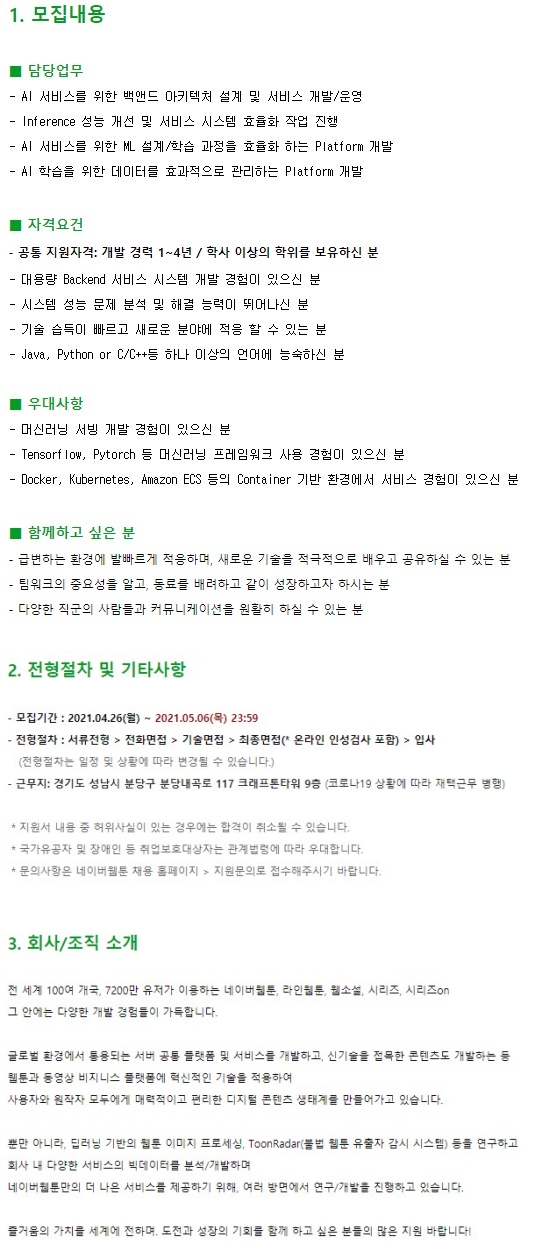 1. 모집내용
■ 담당업무
- AI 서비스를 위한 백앤드 아키텍처 설계 및 서비스 개발/운영
- Inference 성능 개선 및 서비스 시스템 효율화 작업 진행
- AI 서비스를 위한 ML 설계/학습 과정을 효율화 하는 Platform 개발
- AI 학습을 위한 데이터를 효과적으로 관리하는 Platform 개발
■ 자격요건
- 공통 지원자격: 개발 경력 1~4년 / 학사 이상의 학위를 보유하신 분
- 대용량 Backend 서비스 시스템 개발 경험이 있으신 분
- 시스템 성능 문제 분석 및 해결 능력이 뛰어나신 분
- 기술 습득이 빠르고 새로운 분야에 적응 할 수 있는 분
- Java, Python or C/C++등 하나 이상의 언어에 능숙하신 분
■ 우대사항
- 머신러닝 서빙 개발 경험이 있으신 분
- Tensorflow, Pytorch 등 머신러닝 프레임워크 사용 경험이 있으신 분
- Docker, Kubernetes, Amazon ECS 등의 Container 기반 환경에서 서비스 경험이 있으신 분
■ 함께하고 싶은 분
- 급변하는 환경에 발빠르게 적응하며, 새로운 기술을 적극적으로 배우고 공유하실 수 있는 분
- 팀워크의 중요성을 알고, 동료를 배려하고 같이 성장하고자 하시는 분
- 다양한 직군의 사람들과 커뮤니케이션을 원활히 하실 수 있는 분
2. 전형절차 및 기타사항
- 모집기간 : 2021.04.26(월) ~ 2021.05.06(목) 23:59
- 전형절차 : 서류전형 > 전화면접 > 기술면접 > 최종면접(* 온라인 인성검사 포함) > 입사
(전형절차는 일정 및 상황에 따라 변경될 수 있습니다.)
- 근무지: 경기도 성남시 분당구 분당내곡로 117 크래프톤타워 9층 (코로나19 상황에 따라 재택근무 병행)
* 지원서 내용 중 허위사실이 있는 경우에는 합격이 취소될 수 있습니다.
* 국가유공자 및 장애인 등 취업보호대상자는 관계법령에 따라 우대합니다.
* 문의사항은 네이버웹툰 채용 홈페이지 > 지원문의로 접수해주시기 바랍니다.
3. 회사/조직 소개
전 세계 100여 개국, 7200만 유저가 이용하는 네이버웹툰, 라인웹툰, 웹소설, 시리즈, 시리즈on
그 안에는 다양한 개발 경험들이 가득합니다.
글로벌 환경에서 통용되는 서버 공통 플랫폼 및 서비스를 개발하고, 신기술을 접목한 콘텐츠도 개발하는 등
웹툰과 동영상 비지니스 플랫폼에 혁신적인 기술을 적용하여
사용자와 원작자 모두에게 매력적이고 편리한 디지털 콘텐츠 생태계를 만들어가고 있습니다.
뿐만 아니라, 딥러닝 기반의 웹툰 이미지 프로세싱, ToonRadar(불법 웹툰 유출자 감시 시스템) 등을 연구하고
회사 내 다양한 서비스의 빅데이터를 분석/개발하며
네이버웹툰만의 더 나은 서비스를 제공하기 위해, 여러 방면에서 연구/개발을 진행하고 있습니다.
즐거움의 가치를 세계에 전하며, 도전과 성장의 기회를 함께 하고 싶은 분들의 많은 지원 바랍니다!